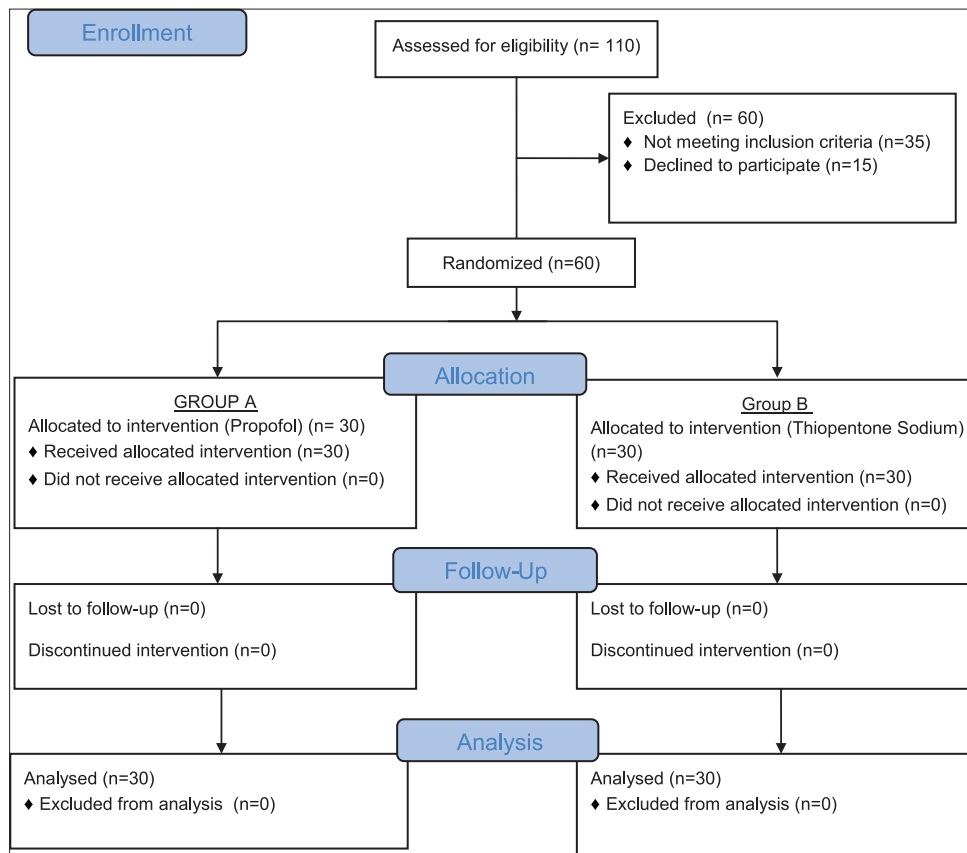 Enrollment
Assessed for eligibility (n= 110)
Excluded (n= 60)
♦ Not meeting inclusion criteria (n=35)
♦ Declined to participate (n=15)
Randomized (n=60)
Allocation
GROUP A
Allocated to intervention (Propofol) (n= 30)
♦ Received allocated intervention (n=30)
♦ Did not receive allocated intervention (n=0)
Group B
Allocated to intervention (Thiopentone Sodium)
(n=30)
♦ Received allocated intervention (n=30)
♦ Did not receive allocated intervention (n=0)
Follow-Up
Lost to follow-up (n=0)
Discontinued intervention (n=0)
Lost to follow-up (n=0)
Discontinued intervention (n=0)
Analysis
Analysed (n=30)
♦ Excluded from analysis (n=0)
Analysed (n=30)
♦ Excluded from analysis (n=0)